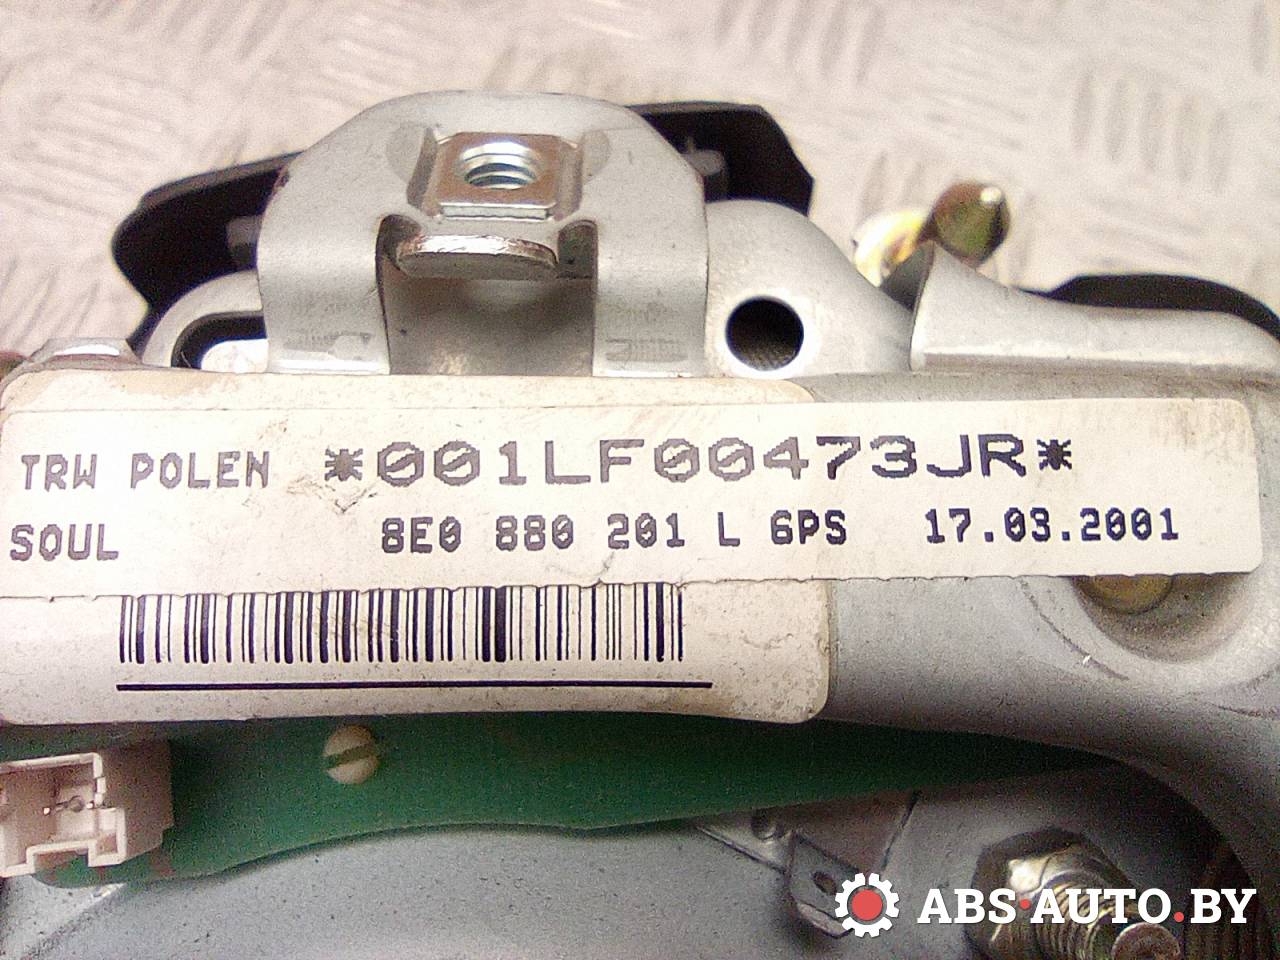 TRW POLEN *001LF00473JR*
SOUL 8E0 880 201 L 6PS 17.03.2001
ABS·AUTO.BY